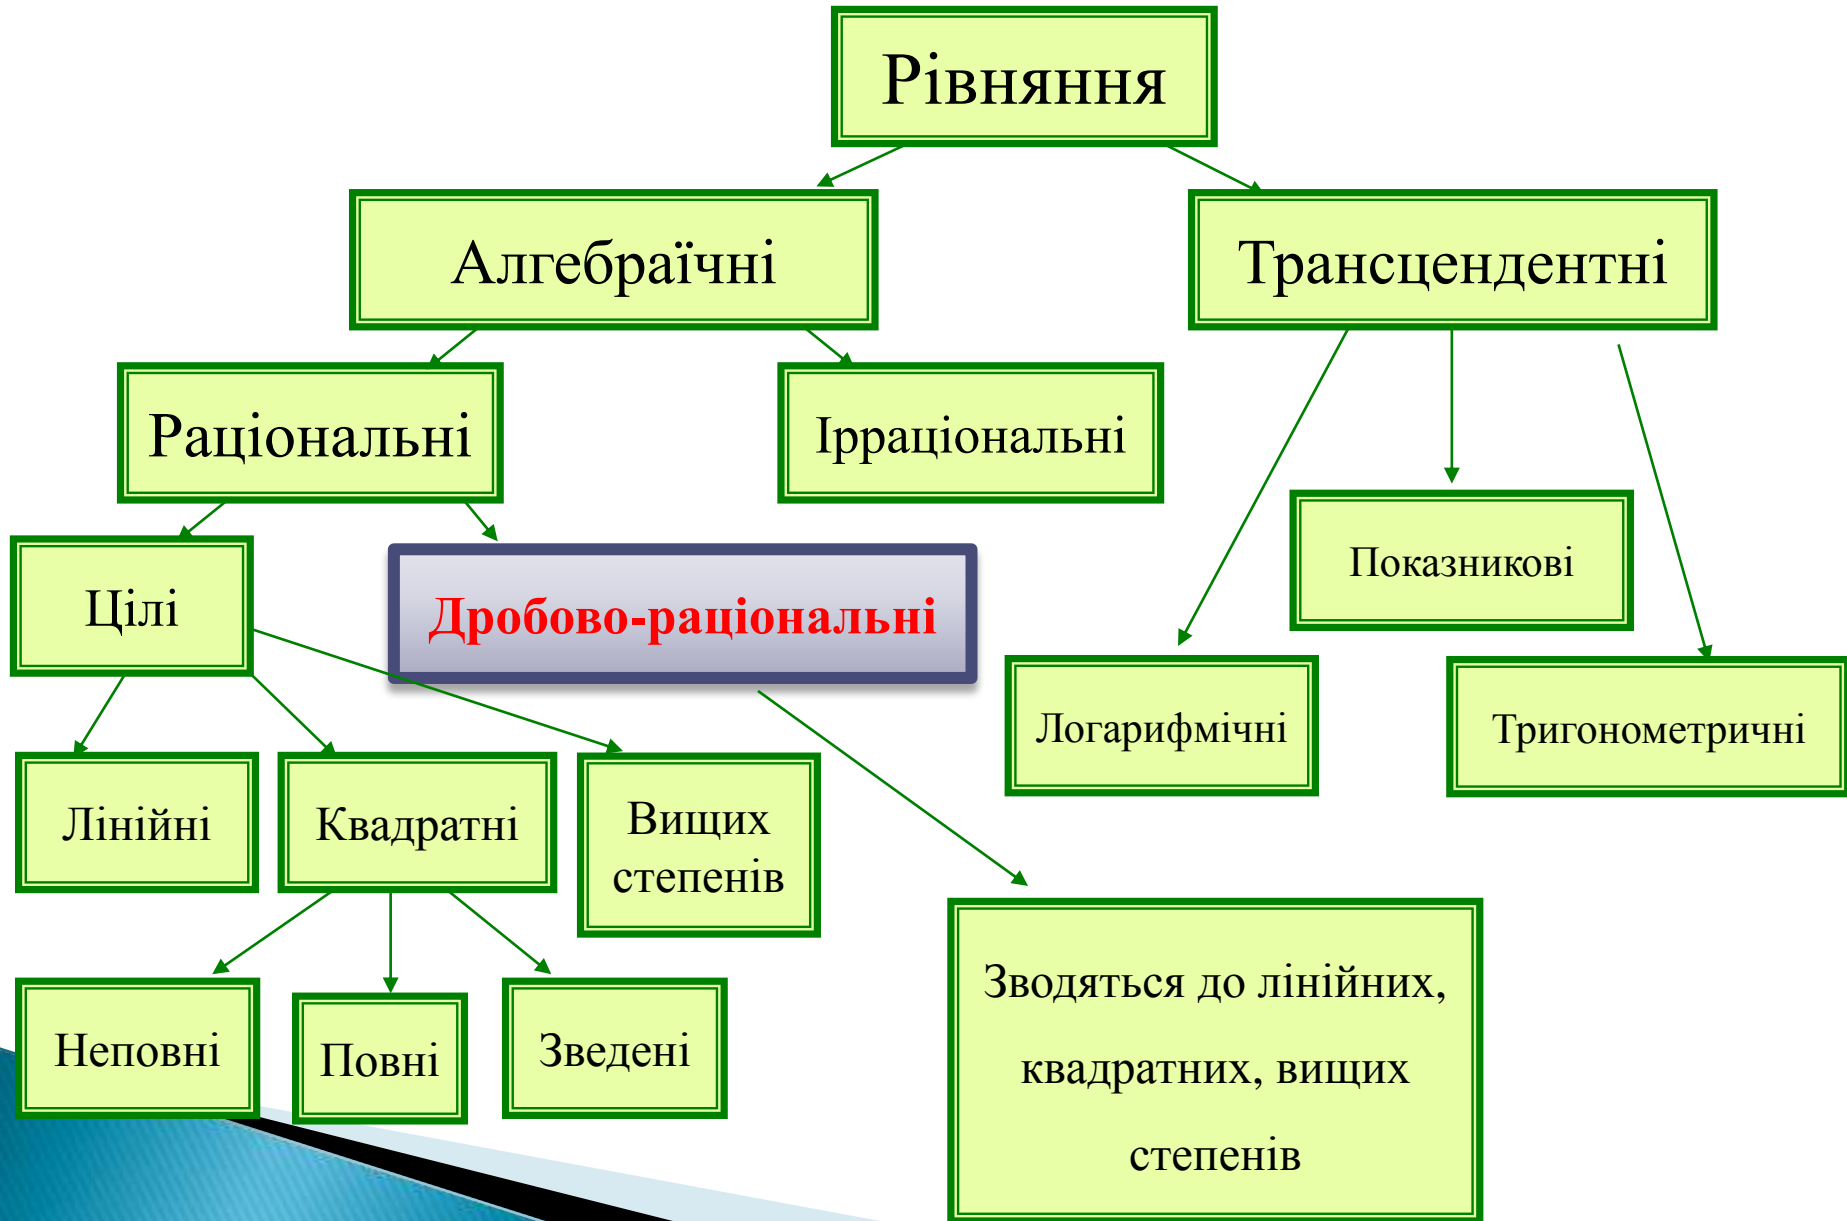 Рівняння
Алгебраїчні
Трансцендентні
Раціональні
Ірраціональні
Показникові
Цілі
Дробово-раціональні
Логарифмічні
Тригонометричні
Лінійні
Квадратні
Вищих
степенів
Неповні
Повні
Зведені
Зводяться до лінійних,
квадратних, вищих
степенів